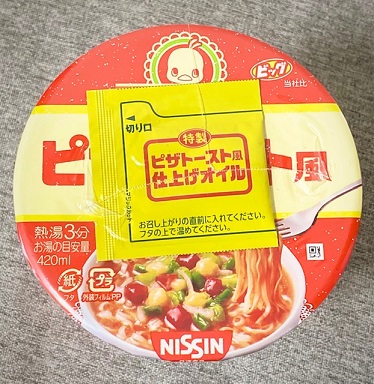 ビッグ
当社比
ピ
スト風
切り口
特製
ピザトースト風
仕上げオイル
お召し上がりの直前に入れてください。
フタの上で温めてください。
熱湯3分
お湯の目安量
420ml
紙
フタ
プラ
外装フィルム:PP
NISSIN